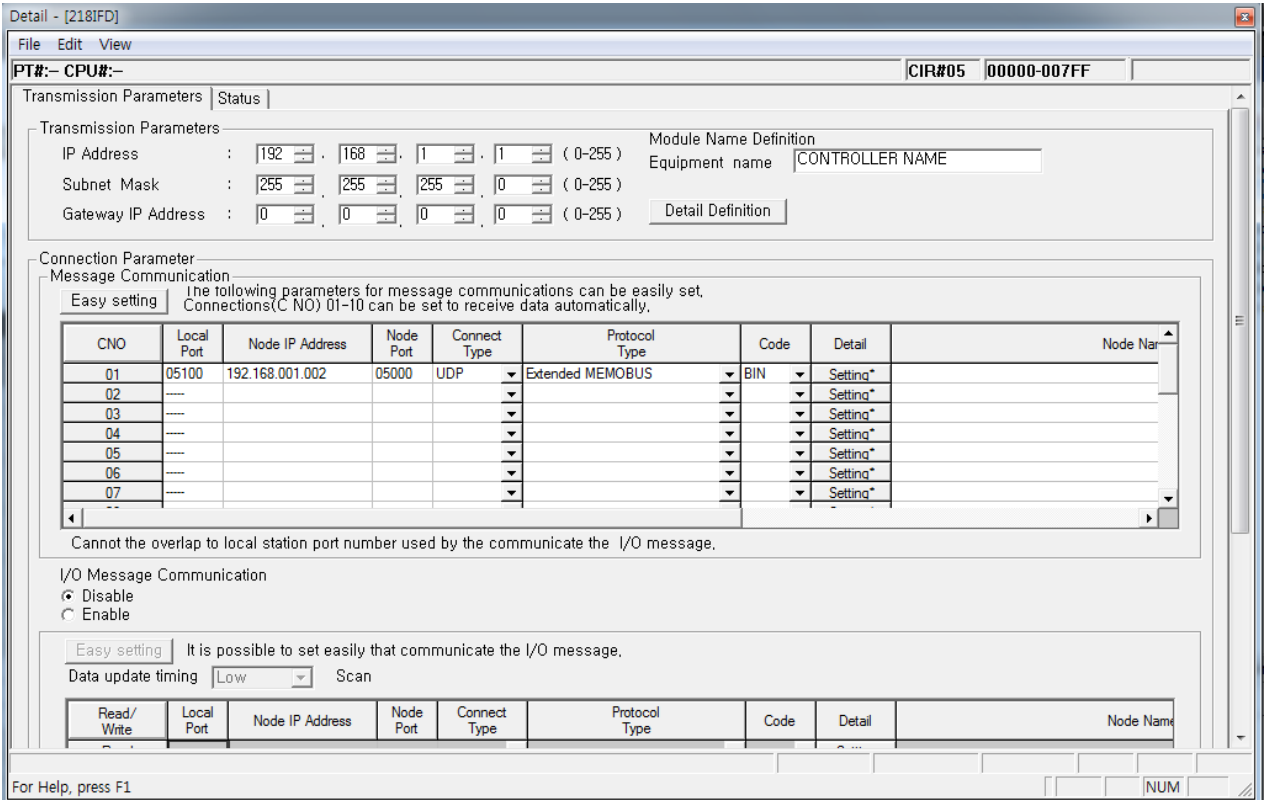 Detail - [218IFD]
File Edit View
PT#:– CPU#:– CIR#05 00000-007FF
Transmission Parameters Status
Transmission Parameters
Module Name Definition
IP Address : 192 . 168 . 1 . 1 ( 0-255 )
Equipment name CONTROLLER NAME
Subnet Mask : 255 . 255 . 255 . 0 ( 0-255 )
Gateway IP Address : 0 . 0 . 0 . 0 ( 0-255 ) Detail Definition
Connection Parameter
Message Communication
Easy setting
The following parameters for message communications can be easily set,
Connections(C NO) 01-10 can be set to receive data automatically,
CNO Local Port Node IP Address Node Port Connect Type Protocol Type Code Detail Node Nar
01 05100 192.168.001.002 05000 UDP Extended MEMOBUS BIN Setting*
02 ----- Setting*
03 ----- Setting*
04 ----- Setting*
05 ----- Setting*
06 ----- Setting*
07 ----- Setting*
Cannot the overlap to local station port number used by the communicate the I/O message,
I/O Message Communication
Disable
Enable
Easy setting It is possible to set easily that communicate the I/O message,
Data update timing Low Scan
Read/ Write Local Port Node IP Address Node Port Connect Type Protocol Type Code Detail Node Name
For Help, press F1 NUM